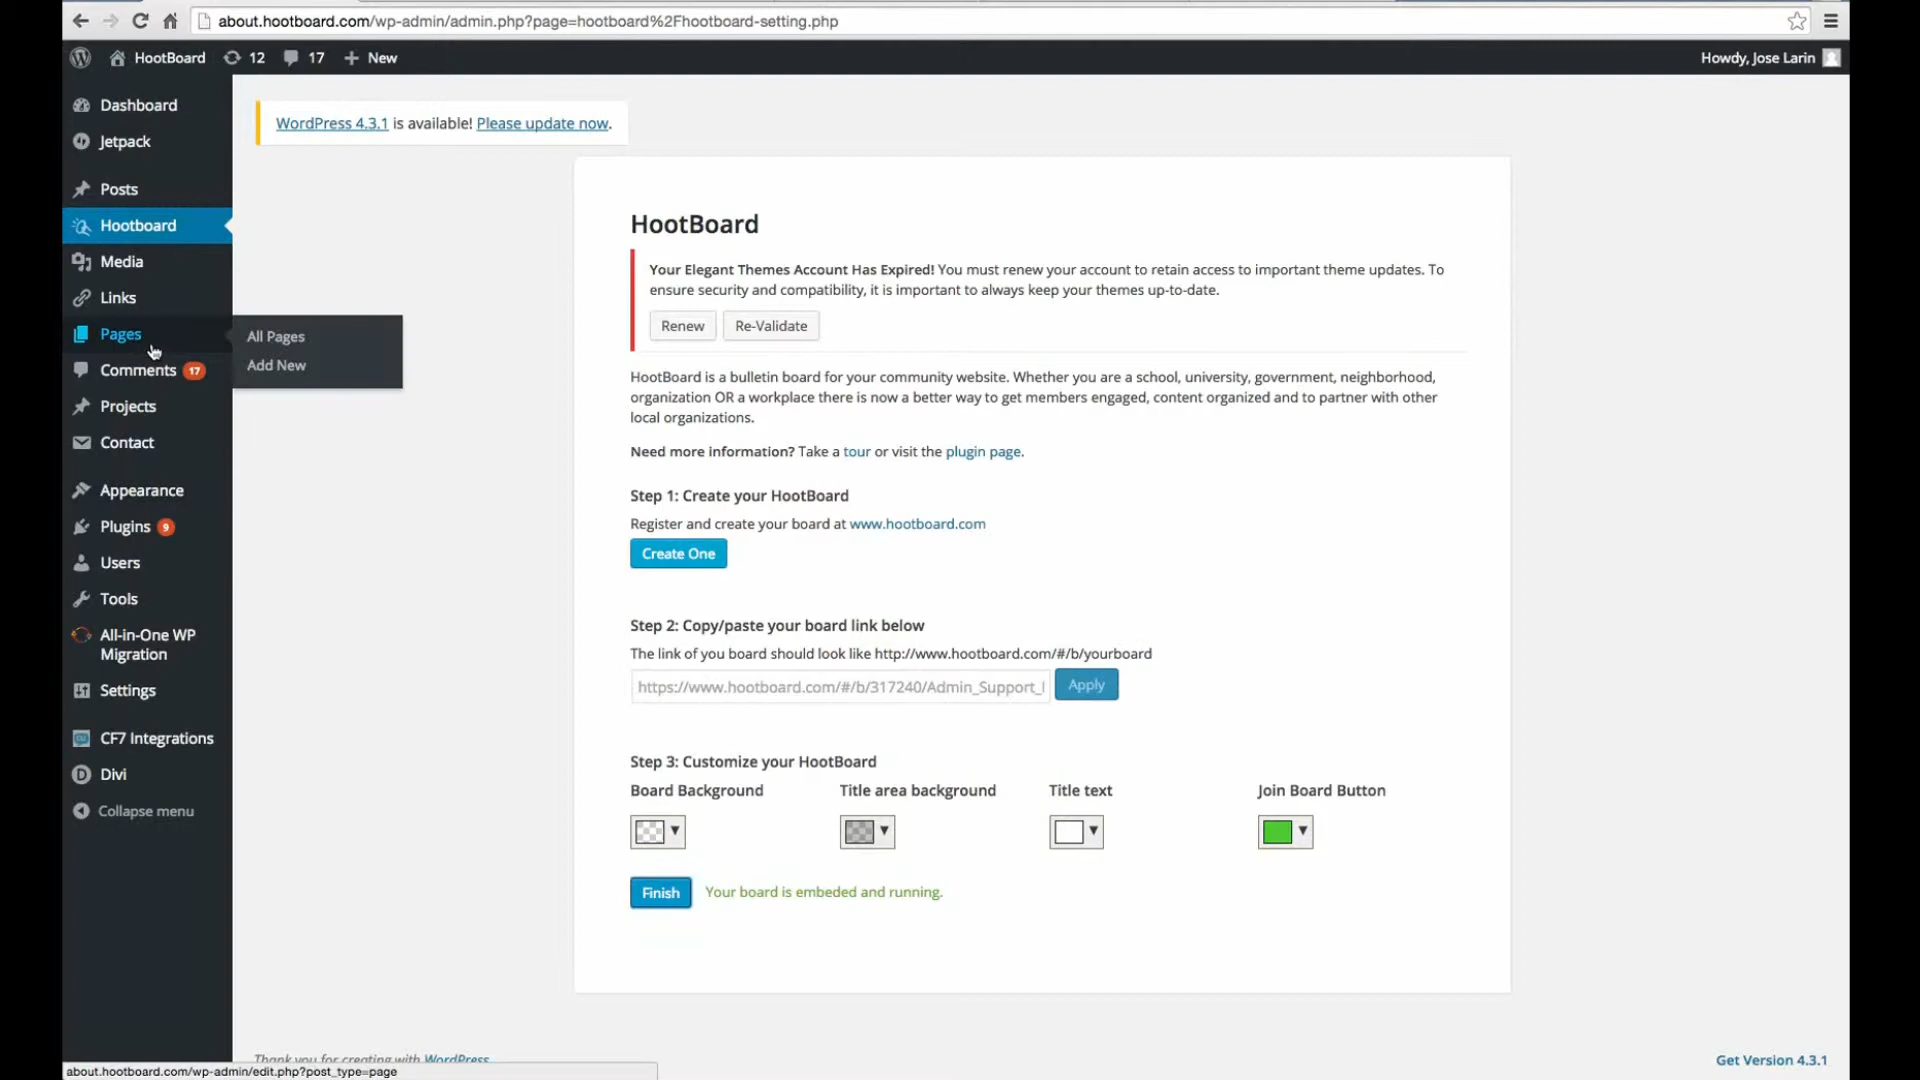 about.hootboard.com/wp-admin/admin.php?page=hootboard%2Fhootboard-setting.php
HootBoard 12 17 New Howdy, Jose Larin
Dashboard
Jetpack
Posts
Hootboard
Media
Links
Pages
All Pages
Add New
Comments 17
Projects
Contact
Appearance
Plugins 9
Users
Tools
All-in-One WP
Migration
Settings
CF7 Integrations
Divi
Collapse menu
WordPress 4.3.1 is available! Please update now.
HootBoard
Your Elegant Themes Account Has Expired! You must renew your account to retain access to important theme updates. To
ensure security and compatibility, it is important to always keep your themes up-to-date.
Renew Re-Validate
HootBoard is a bulletin board for your community website. Whether you are a school, university, government, neighborhood,
organization OR a workplace there is now a better way to get members engaged, content organized and to partner with other
local organizations.
Need more information? Take a tour or visit the plugin page.
Step 1: Create your HootBoard
Register and create your board at www.hootboard.com
Create One
Step 2: Copy/paste your board link below
The link of you board should look like http://www.hootboard.com/#/b/yourboard
https://www.hootboard.com/#/b/317240/Admin_Support_ Apply
Step 3: Customize your HootBoard
Board Background Title area background Title text Join Board Button
Finish Your board is embeded and running.
Thank you for creating with WordPress
Get Version 4.3.1
about.hootboard.com/wp-admin/edit.php?post_type=page